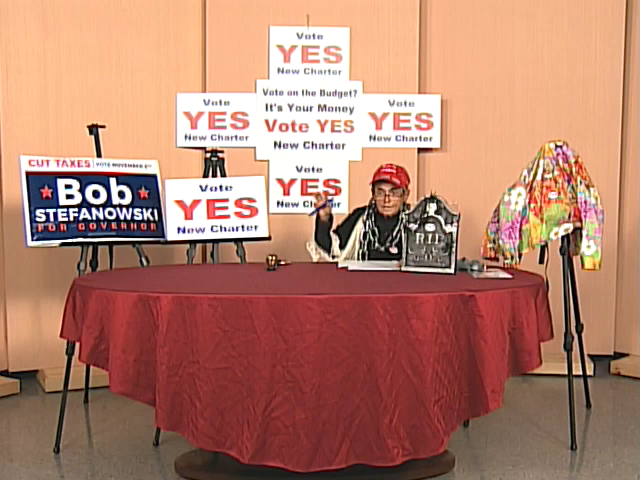 Vote
YES
New Charter
Vote on the Budget?
It's Your Money
Vote YES
New Charter
Vote
YES
New Charter
Vote
YES
New Charter
Vote
YES
New Charter
CUT TAXES VOTE NOVEMBER 6TH
Bob
STEFANOWSKI
FOR GOVERNOR
Vote
YES
New Charter
RIP